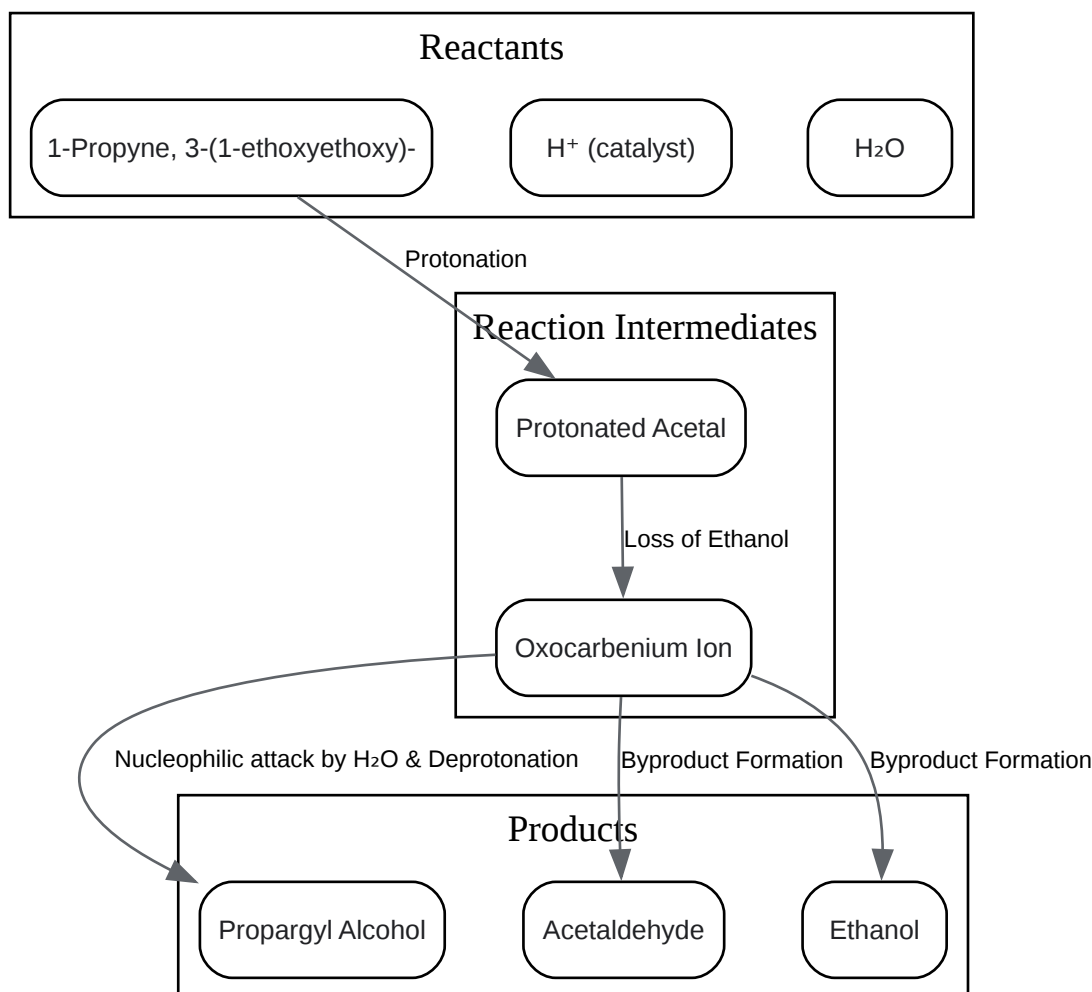 Reactants
1-Propyne, 3-(1-ethoxyethoxy)-
H⁺ (catalyst)
H₂O
Protonation
Reaction Intermediates
Protonated Acetal
Loss of Ethanol
Oxocarbenium Ion
Nucleophilic attack by H₂O & Deprotonation
Byproduct Formation
Byproduct Formation
Products
Propargyl Alcohol
Acetaldehyde
Ethanol